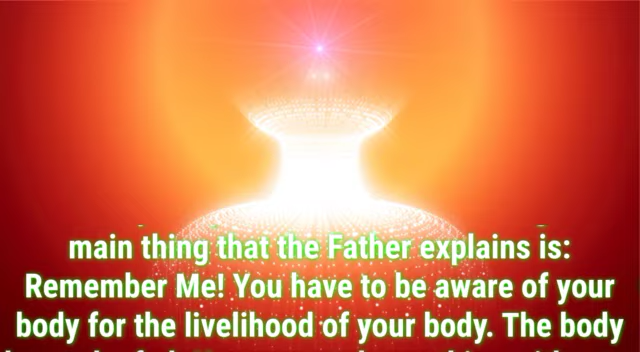 main thing that the Father explains is:
Remember Me! You have to be aware of your
body for the livelihood of your body. The body